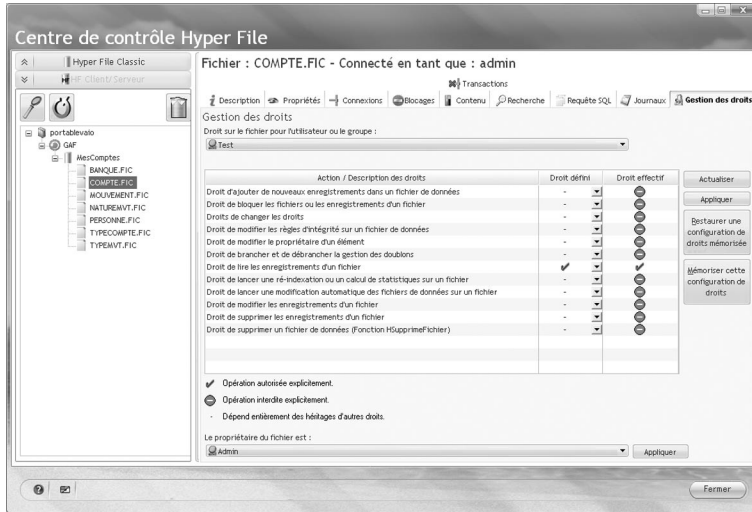 Centre de contrôle Hyper File
Hyper File Classic
HF Client/Serveur
portablevaio
GAF
MesComptes
BANQUE.FIC
COMPTE.FIC
MOUVEMENT.FIC
NATUREMVT.FIC
PERSONNE.FIC
TYPECOMPTE.FIC
TYPEMVT.FIC
Fichier : COMPTE.FIC - Connecté en tant que : admin
Transactions
Description Propriétés Connexions Blocages Contenu Recherche Requête SQL Journaux Gestion des droits
Gestion des droits
Droit sur le fichier pour l'utilisateur ou le groupe :
Test
Action / Description des droits Droit défini Droit effectif
Droit d'ajouter de nouveaux enregistrements dans un fichier de données -
Droit de bloquer les fichiers ou les enregistrements d'un fichier -
Droits de changer les droits -
Droit de modifier les règles d'intégrité sur un fichier de données -
Droit de modifier le propriétaire d'un élément -
Droit de brancher et de débrancher la gestion des doublons -
Droit de lire les enregistrements d'un fichier ✔ ✔
Droit de lancer une ré-indexation ou un calcul de statistiques sur un fichier -
Droit de lancer une modification automatique des fichiers de données sur un fichier -
Droit de modifier les enregistrements d'un fichier -
Droit de supprimer les enregistrements d'un fichier -
Droit de supprimer un fichier de données (Fonction HSupprimeFichier) -
Actualiser
Appliquer
Restaurer une
configuration de
droits mémorisée
Mémoriser cette
configuration de
droits
✔ Opération autorisée explicitement.
Opération interdite explicitement.
- Dépend entièrement des héritages d'autres droits.
Le propriétaire du fichier est :
Admin
Appliquer
Fermer